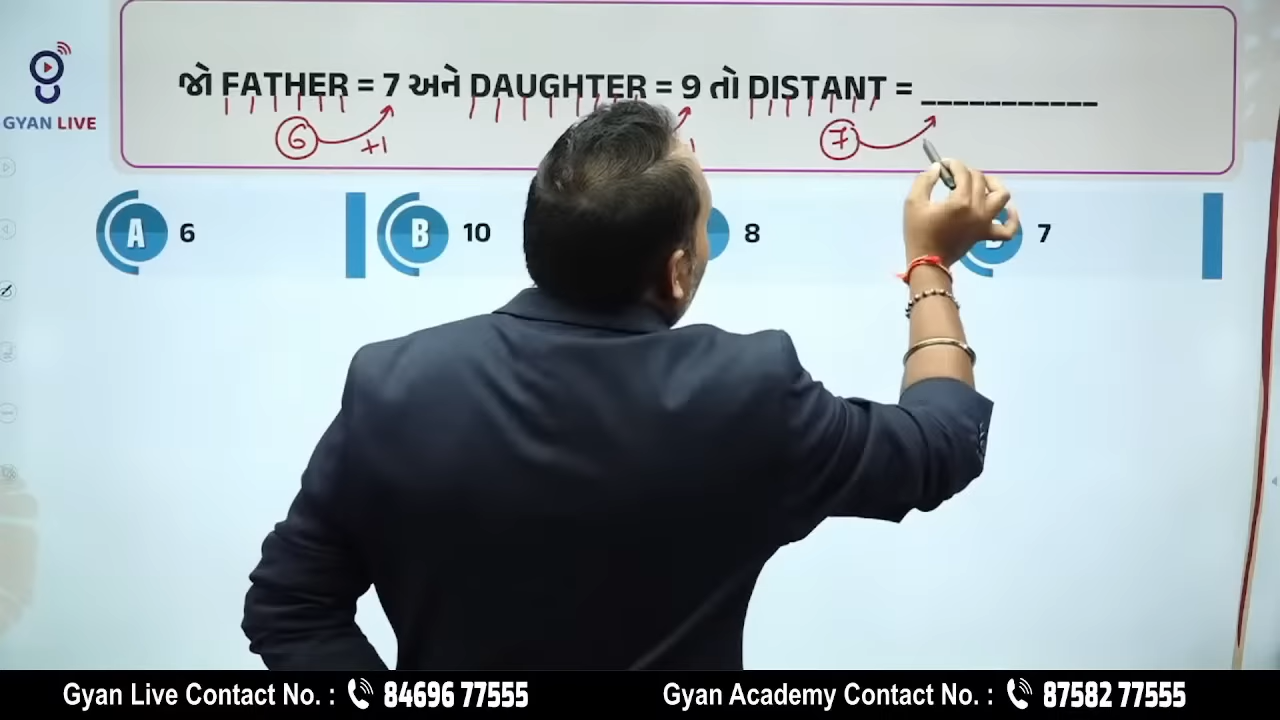 GYAN LIVE
જો FATHER = 7 અને DAUGHTER = 9 તો DISTANT = ___________
6 +1 7
A 6 B 10 8 7
Gyan Live Contact No. : 84696 77555 Gyan Academy Contact No. : 87582 77555